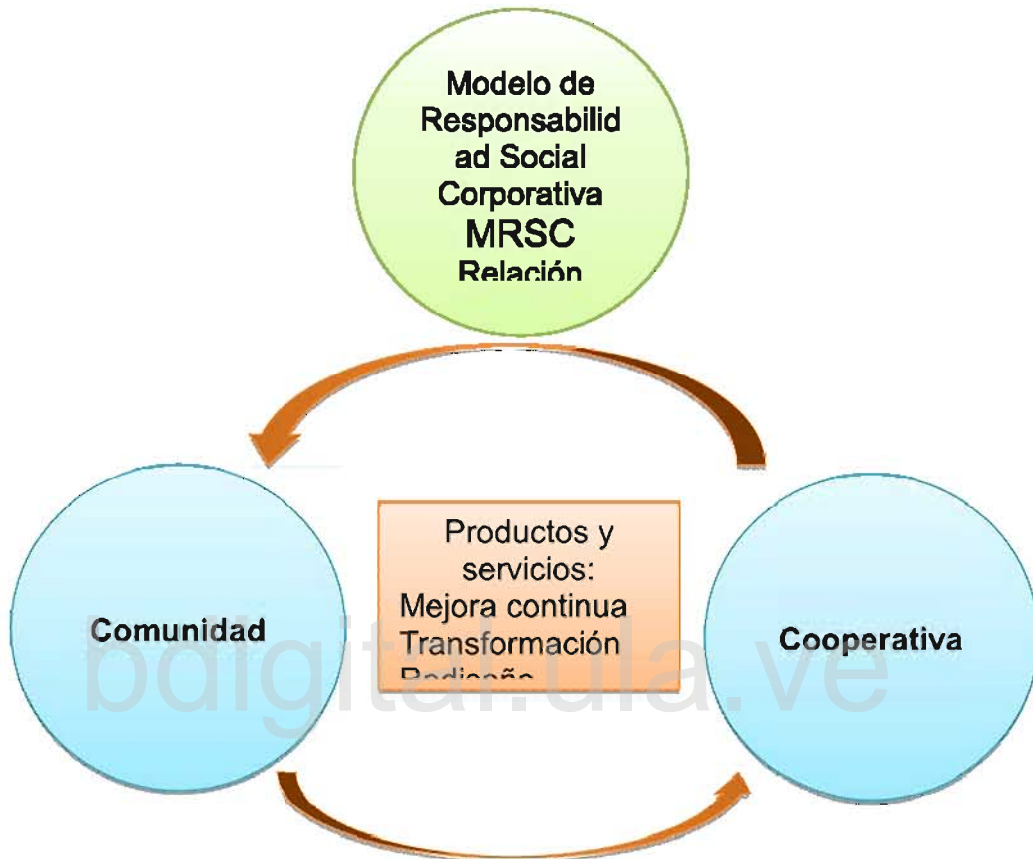 Modelo de
Responsabilid
ad Social
Corporativa
MRSC
Relación
Productos y
servicios:
Mejora continua
Transformación
Comunidad
Cooperativa
bdigital.ula.ve